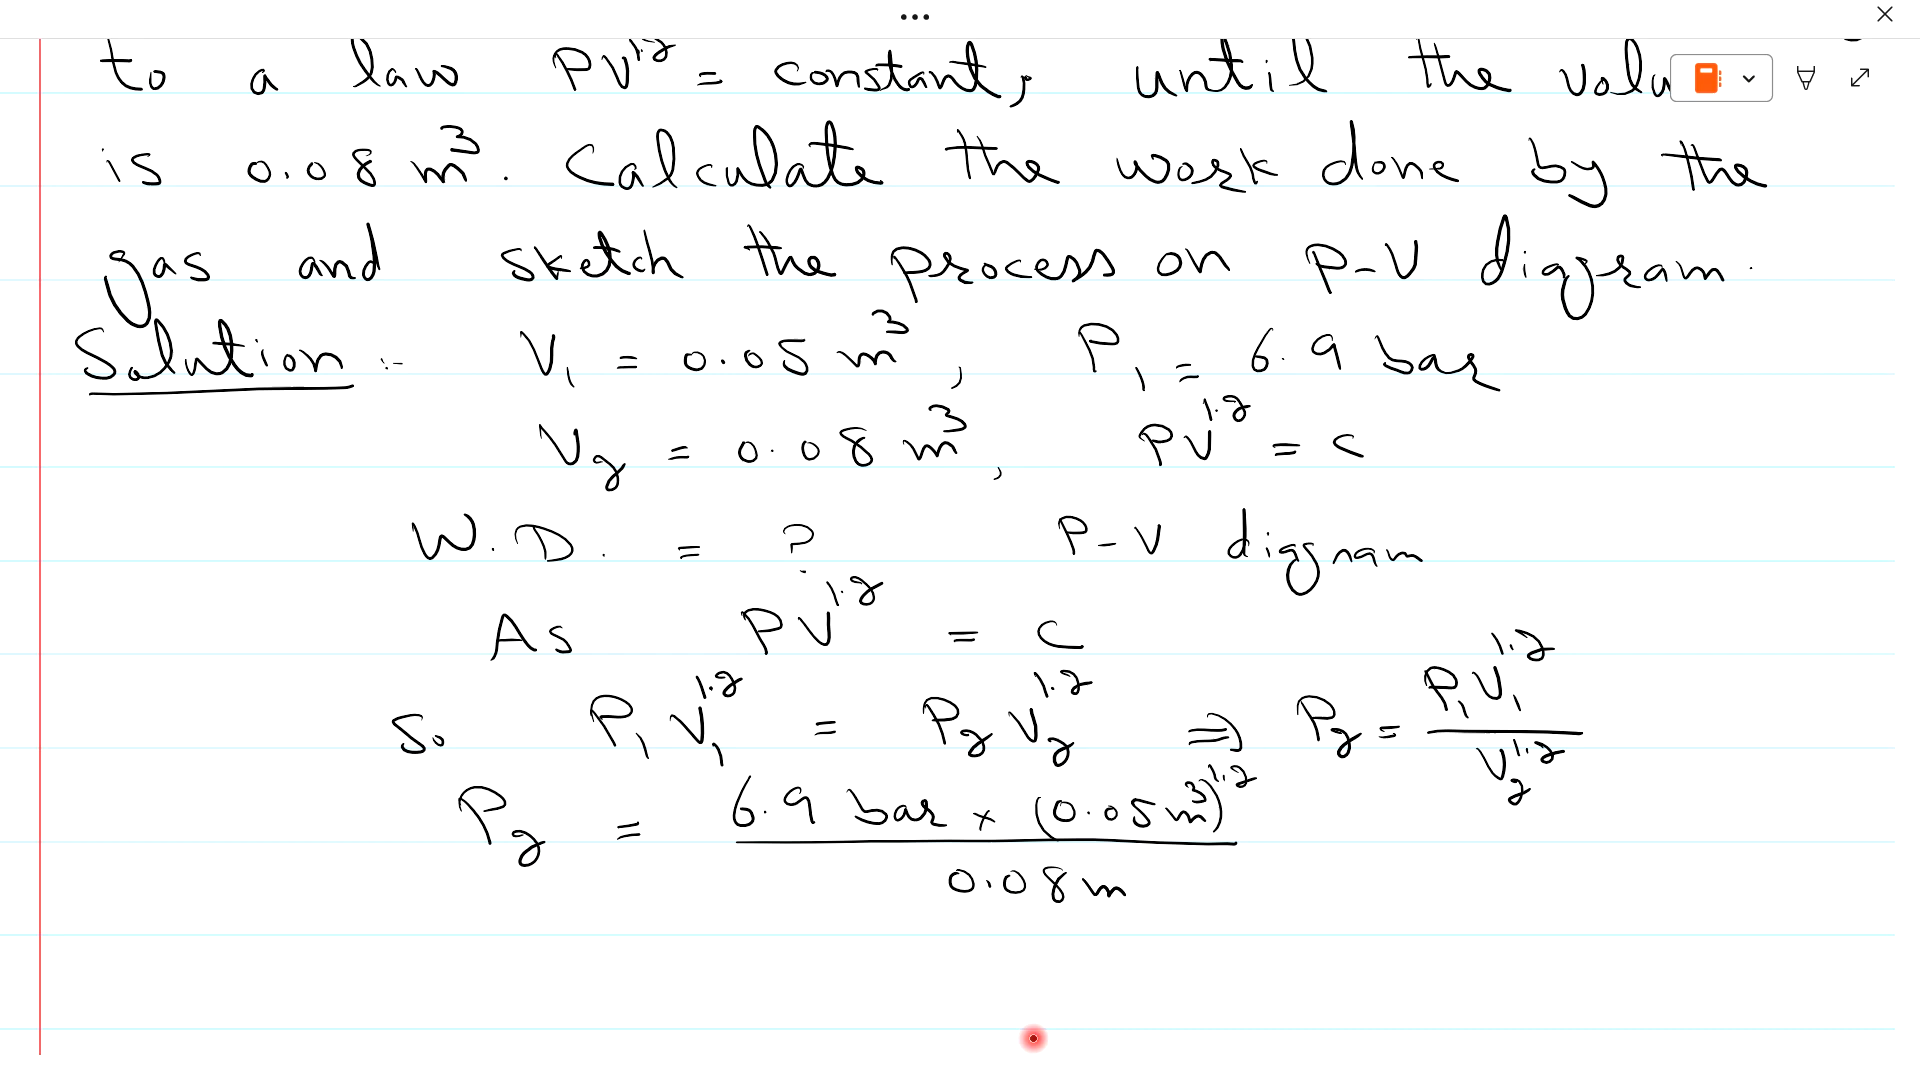 to a law PV^1.2 = constant, until the volu
is 0.08 m³. Calculate the work done by the
gas and sketch the process on P-V diagram.
Solution :- V₁ = 0.05 m³, P₁ = 6.9 bar
V₂ = 0.08 m³, PV^1.2 = C
W.D. = ? P-V diagram
As PV^1.2 = C
So P₁V₁^1.2 = P₂V₂^1.2 ⇒ P₂ = P₁V₁^1.2 / V₂^1.2
P₂ = 6.9 bar × (0.05 m³)^1.2 / 0.08 m